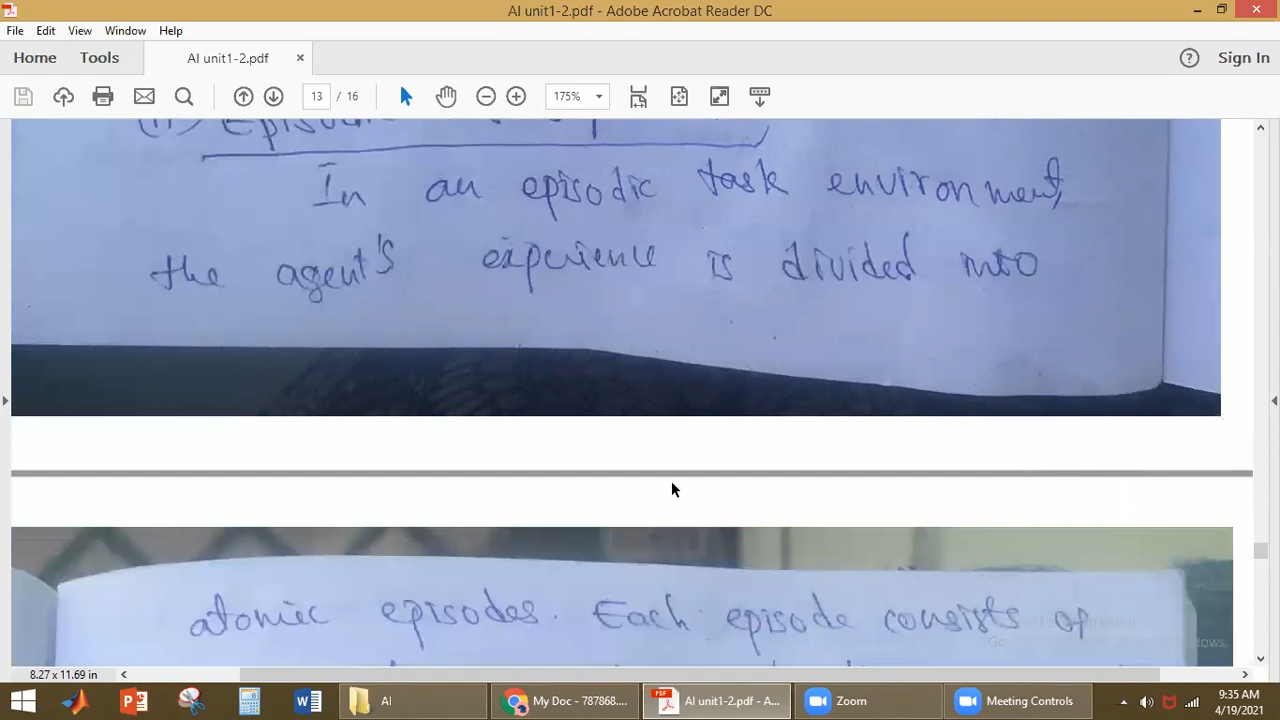 AI unit1-2.pdf - Adobe Acrobat Reader DC
File Edit View Window Help
Home Tools AI unit1-2.pdf × Sign In
13 / 16 175%
In an episodic task environment,
the agent's experience is divided into
atomic episodes. Each episode consists of
8.27 x 11.69 in
AI My Doc - 787868.... AI unit1-2.pdf - A... Zoom Meeting Controls 9:35 AM
4/19/2021